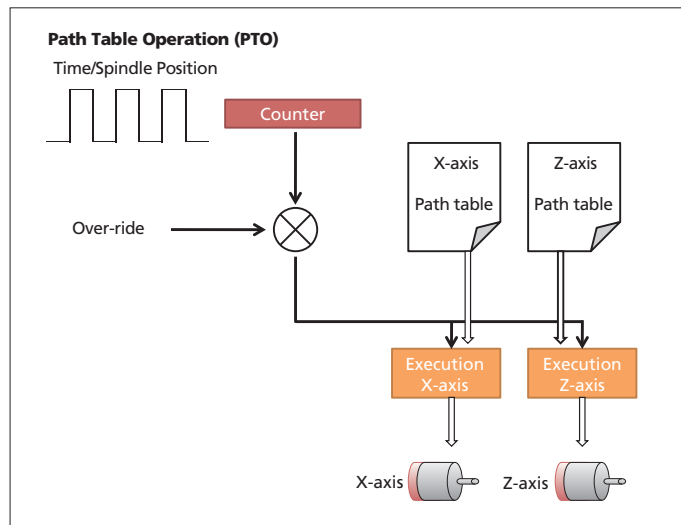 Path Table Operation (PTO)
Time/Spindle Position
Counter
X-axis
Path table
Z-axis
Path table
Over-ride
Execution
X-axis
Execution
Z-axis
X-axis
Z-axis